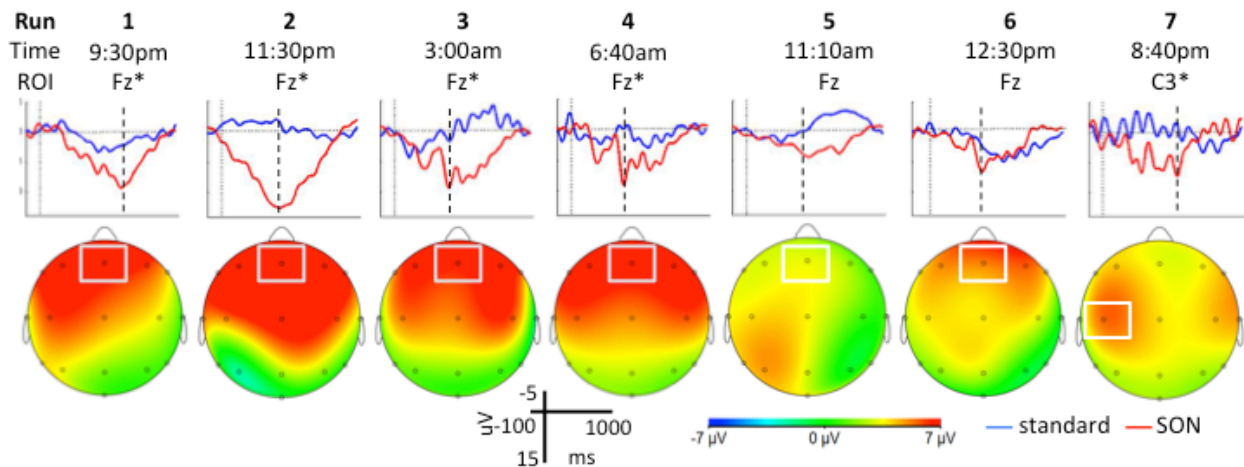 Run 1 2 3 4 5 6 7
Time 9:30pm 11:30pm 3:00am 6:40am 11:10am 12:30pm 8:40pm
ROI Fz* Fz* Fz* Fz* Fz Fz C3*
-5
uV
-100 1000
15 ms
-7 µV 0 µV 7 µV
standard SON